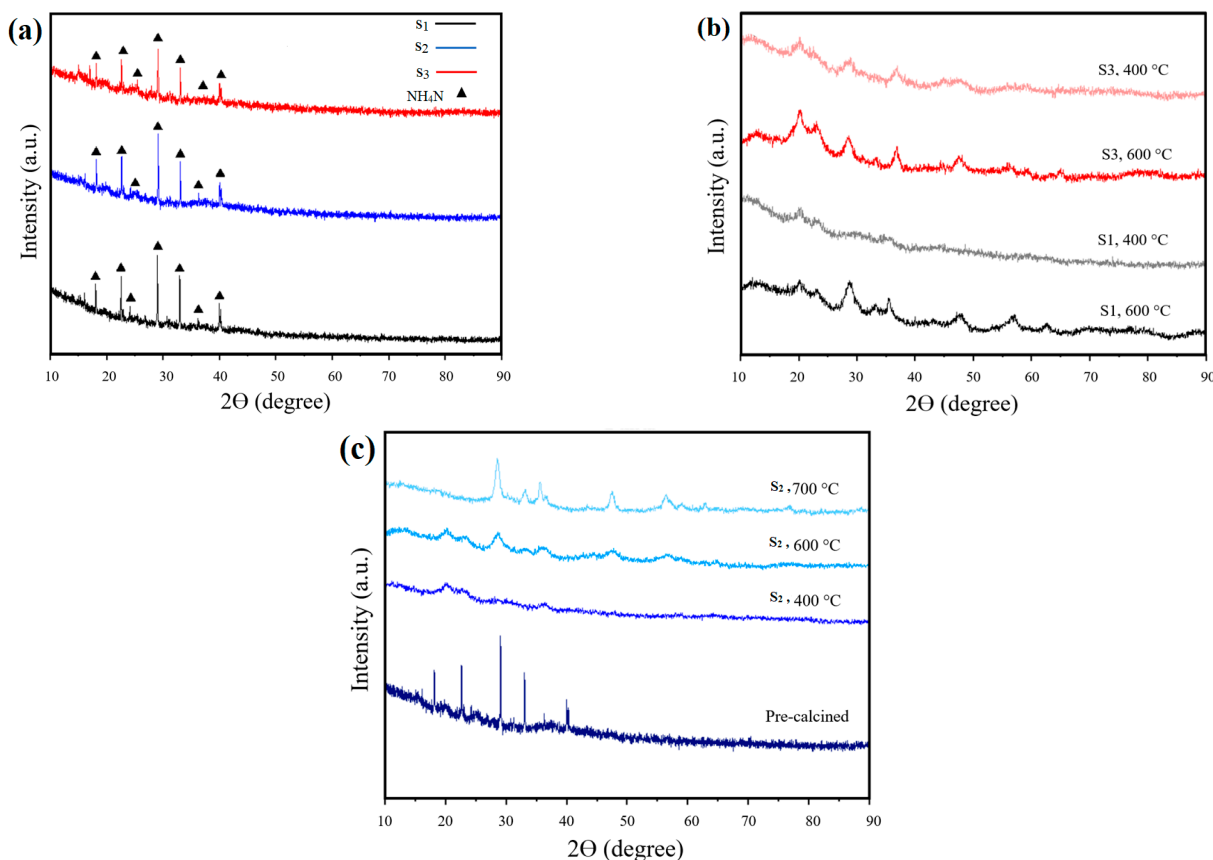 (a)
s1
s2
s3
NH4N ▲
Intensity (a.u.)
10 20 30 40 50 60 70 80 90
2Θ (degree)
(b)
S3, 400 °C
S3, 600 °C
S1, 400 °C
S1, 600 °C
Intensity (a.u.)
10 20 30 40 50 60 70 80 90
2Θ (degree)
(c)
S2 ,700 °C
S2 , 600 °C
S2 , 400 °C
Pre-calcined
Intensity (a.u.)
10 20 30 40 50 60 70 80 90
2Θ (degree)